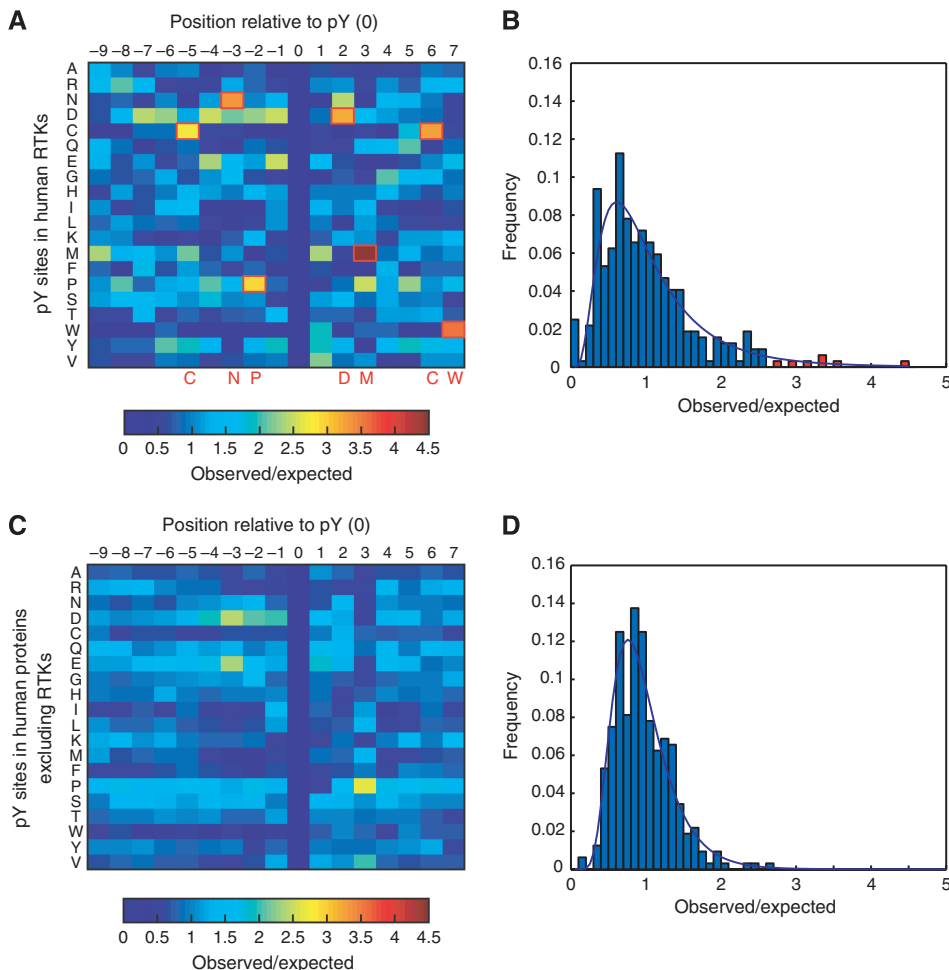 A
Position relative to pY (0)
−9 −8 −7 −6 −5 −4 −3 −2 −1 0 1 2 3 4 5 6 7
pY sites in human RTKs
A
R
N
D
C
Q
E
G
H
I
L
K
M
F
P
S
T
W
Y
V
C N P D M C W
0 0.5 1 1.5 2 2.5 3 3.5 4 4.5
Observed/expected
B
Frequency
0.16
0.14
0.12
0.1
0.08
0.06
0.04
0.02
0
0 1 2 3 4 5
Observed/expected
C
Position relative to pY (0)
−9 −8 −7 −6 −5 −4 −3 −2 −1 0 1 2 3 4 5 6 7
pY sites in human proteins
excluding RTKs
A
R
N
D
C
Q
E
G
H
I
L
K
M
F
P
S
T
W
Y
V
0 0.5 1 1.5 2 2.5 3 3.5 4 4.5
Observed/expected
D
Frequency
0.16
0.14
0.12
0.1
0.08
0.06
0.04
0.02
0
0 1 2 3 4 5
Observed/expected